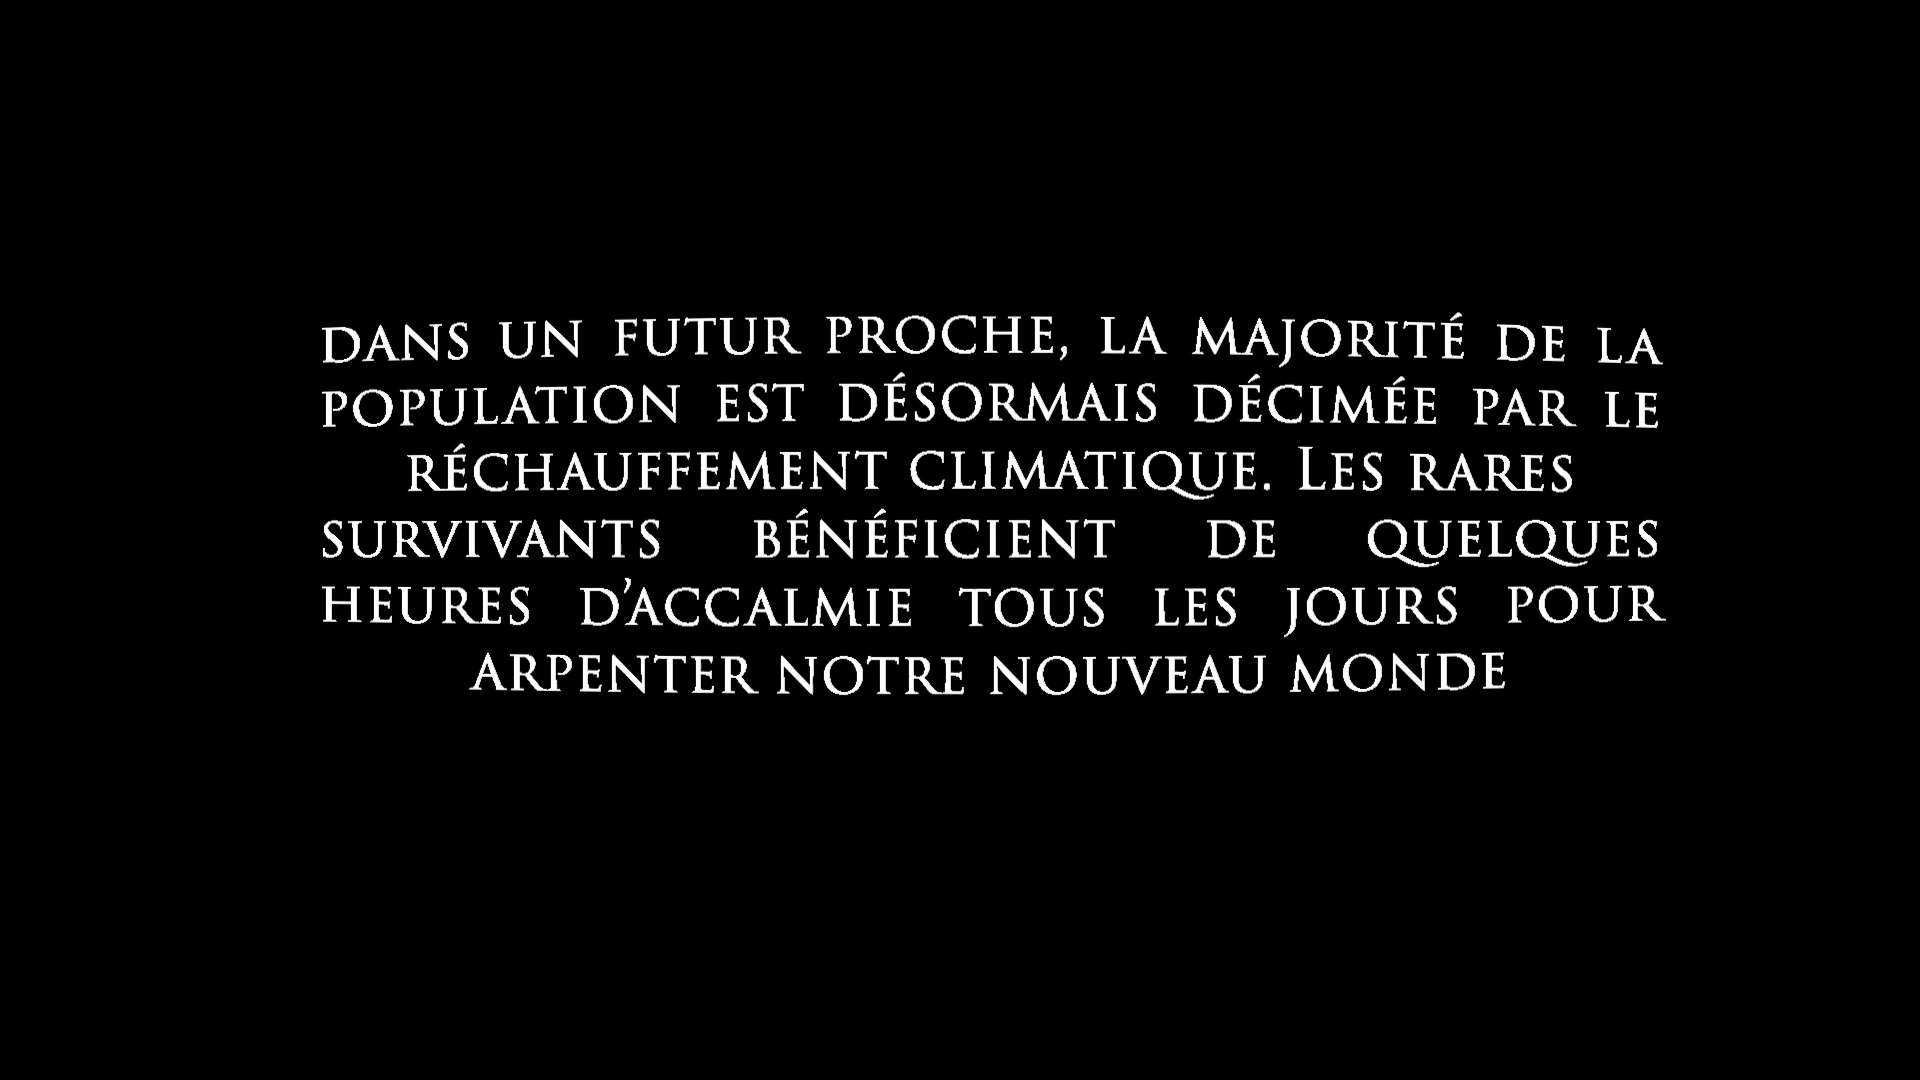 DANS UN FUTUR PROCHE, LA MAJORITÉ DE LA
POPULATION EST DÉSORMAIS DÉCIMÉE PAR LE
RÉCHAUFFEMENT CLIMATIQUE. LES RARES
SURVIVANTS BÉNÉFICIENT DE QUELQUES
HEURES D’ACCALMIE TOUS LES JOURS POUR
ARPENTER NOTRE NOUVEAU MONDE